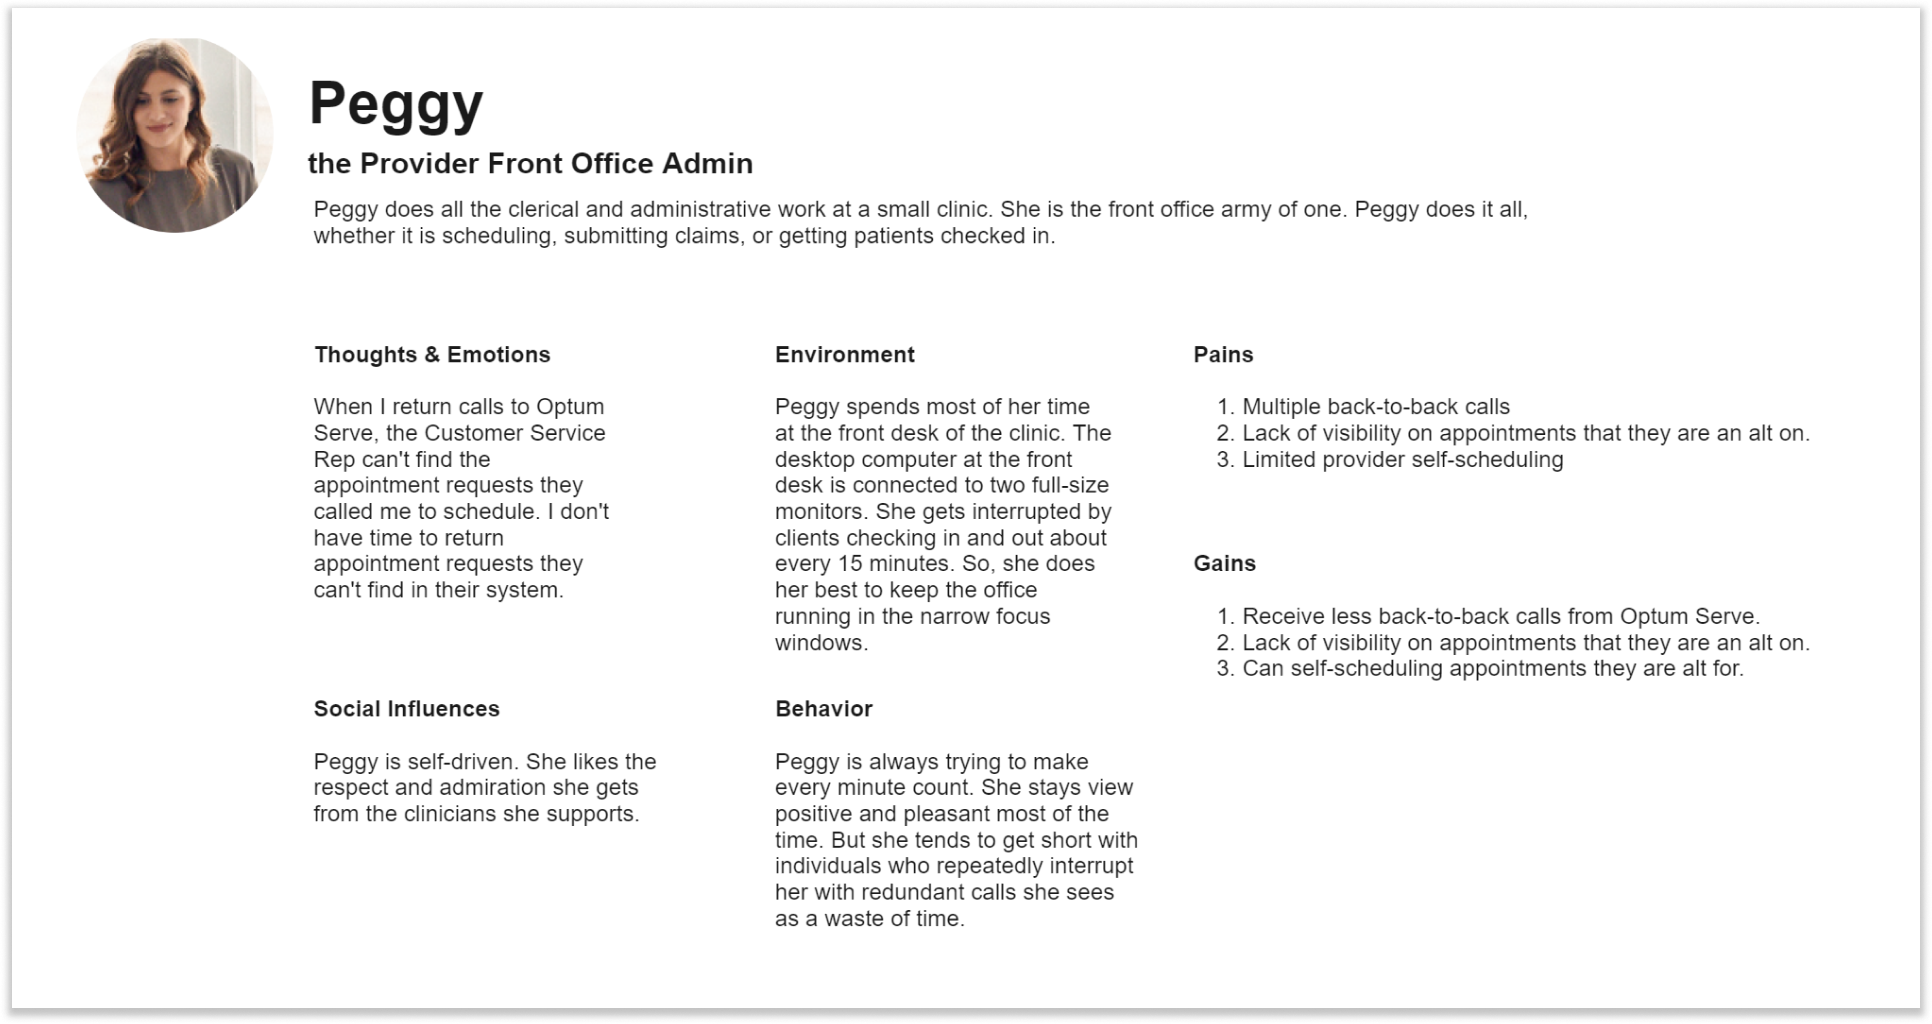 Peggy
the Provider Front Office Admin
Peggy does all the clerical and administrative work at a small clinic. She is the front office army of one. Peggy does it all,
whether it is scheduling, submitting claims, or getting patients checked in.
Thoughts & Emotions
When I return calls to Optum
Serve, the Customer Service
Rep can't find the
appointment requests they
called me to schedule. I don't
have time to return
appointment requests they
can't find in their system.
Social Influences
Peggy is self-driven. She likes the
respect and admiration she gets
from the clinicians she supports.
Environment
Peggy spends most of her time
at the front desk of the clinic. The
desktop computer at the front
desk is connected to two full-size
monitors. She gets interrupted by
clients checking in and out about
every 15 minutes. So, she does
her best to keep the office
running in the narrow focus
windows.
Behavior
Peggy is always trying to make
every minute count. She stays view
positive and pleasant most of the
time. But she tends to get short with
individuals who repeatedly interrupt
her with redundant calls she sees
as a waste of time.
Pains
1. Multiple back-to-back calls
2. Lack of visibility on appointments that they are an alt on.
3. Limited provider self-scheduling
Gains
1. Receive less back-to-back calls from Optum Serve.
2. Lack of visibility on appointments that they are an alt on.
3. Can self-scheduling appointments they are alt for.